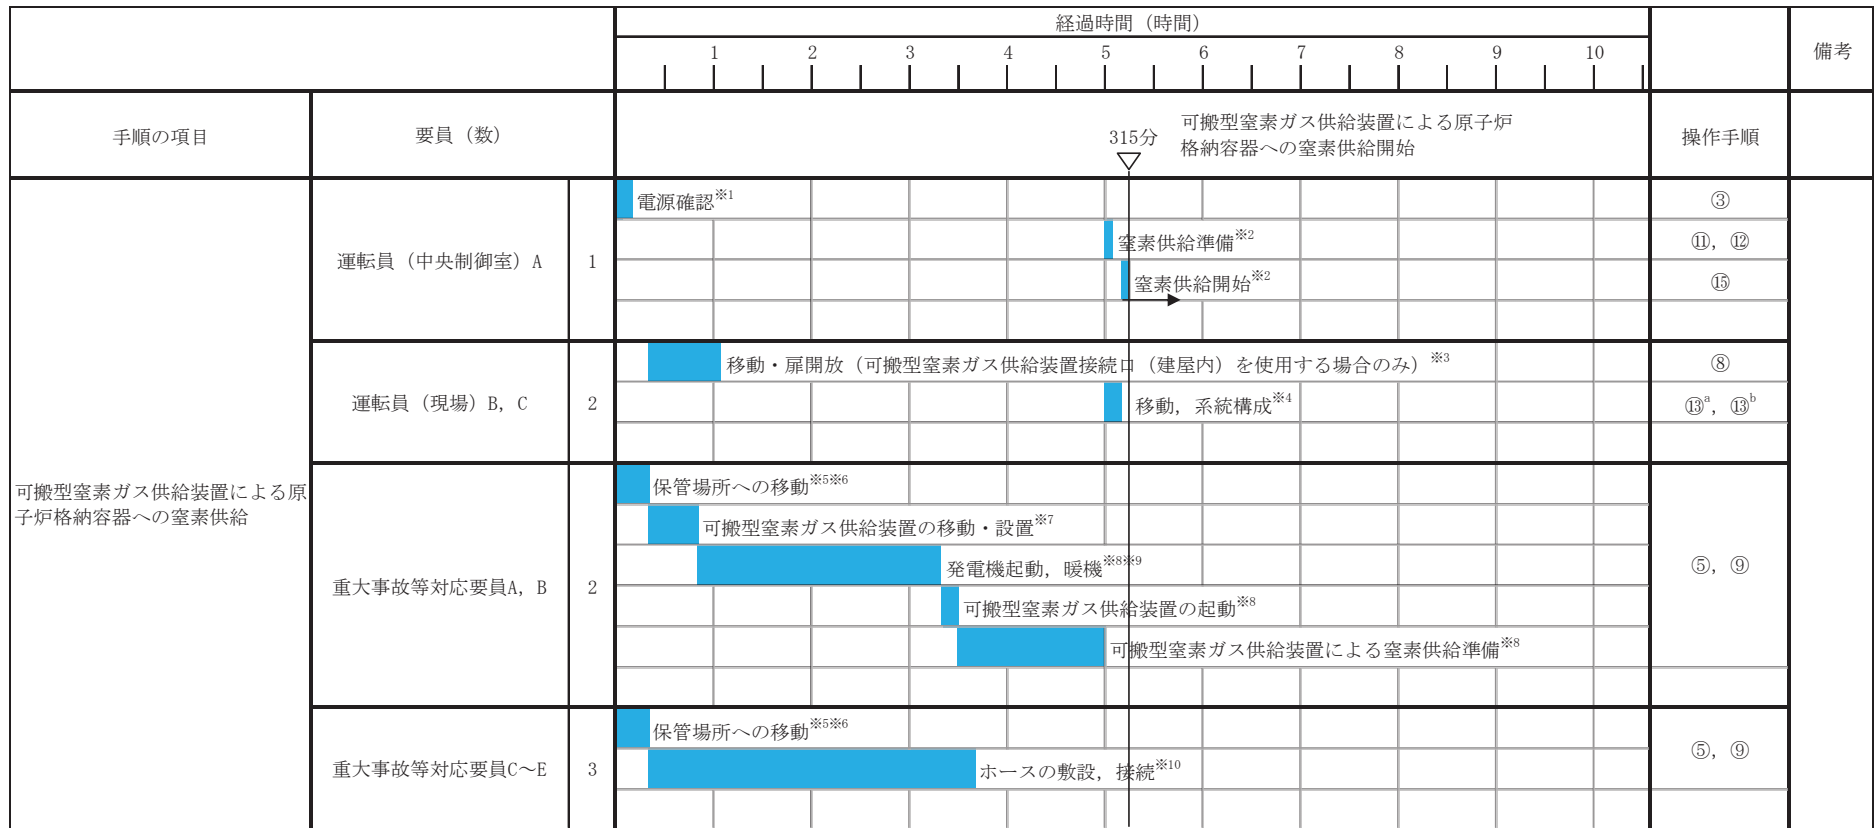 経過時間（時間）
備考
1 2 3 4 5 6 7 8 9 10
手順の項目
要員（数）
315分
可搬型窒素ガス供給装置による原子炉
格納容器への窒素供給開始
操作手順
可搬型窒素ガス供給装置による原
子炉格納容器への窒素供給
運転員（中央制御室）A
1
電源確認※1
③
窒素供給準備※2
⑪，⑫
窒素供給開始※2
⑮
運転員（現場）B，C
2
移動・扉開放（可搬型窒素ガス供給装置接続口（建屋内）を使用する場合のみ）※3
⑧
移動，系統構成※4
⑬a，⑬b
重大事故等対応要員A，B
2
保管場所への移動※5※6
可搬型窒素ガス供給装置の移動・設置※7
発電機起動，暖機※8※9
可搬型窒素ガス供給装置の起動※8
可搬型窒素ガス供給装置による窒素供給準備※8
⑤，⑨
重大事故等対応要員C～E
3
保管場所への移動※5※6
ホースの敷設，接続※10
⑤，⑨